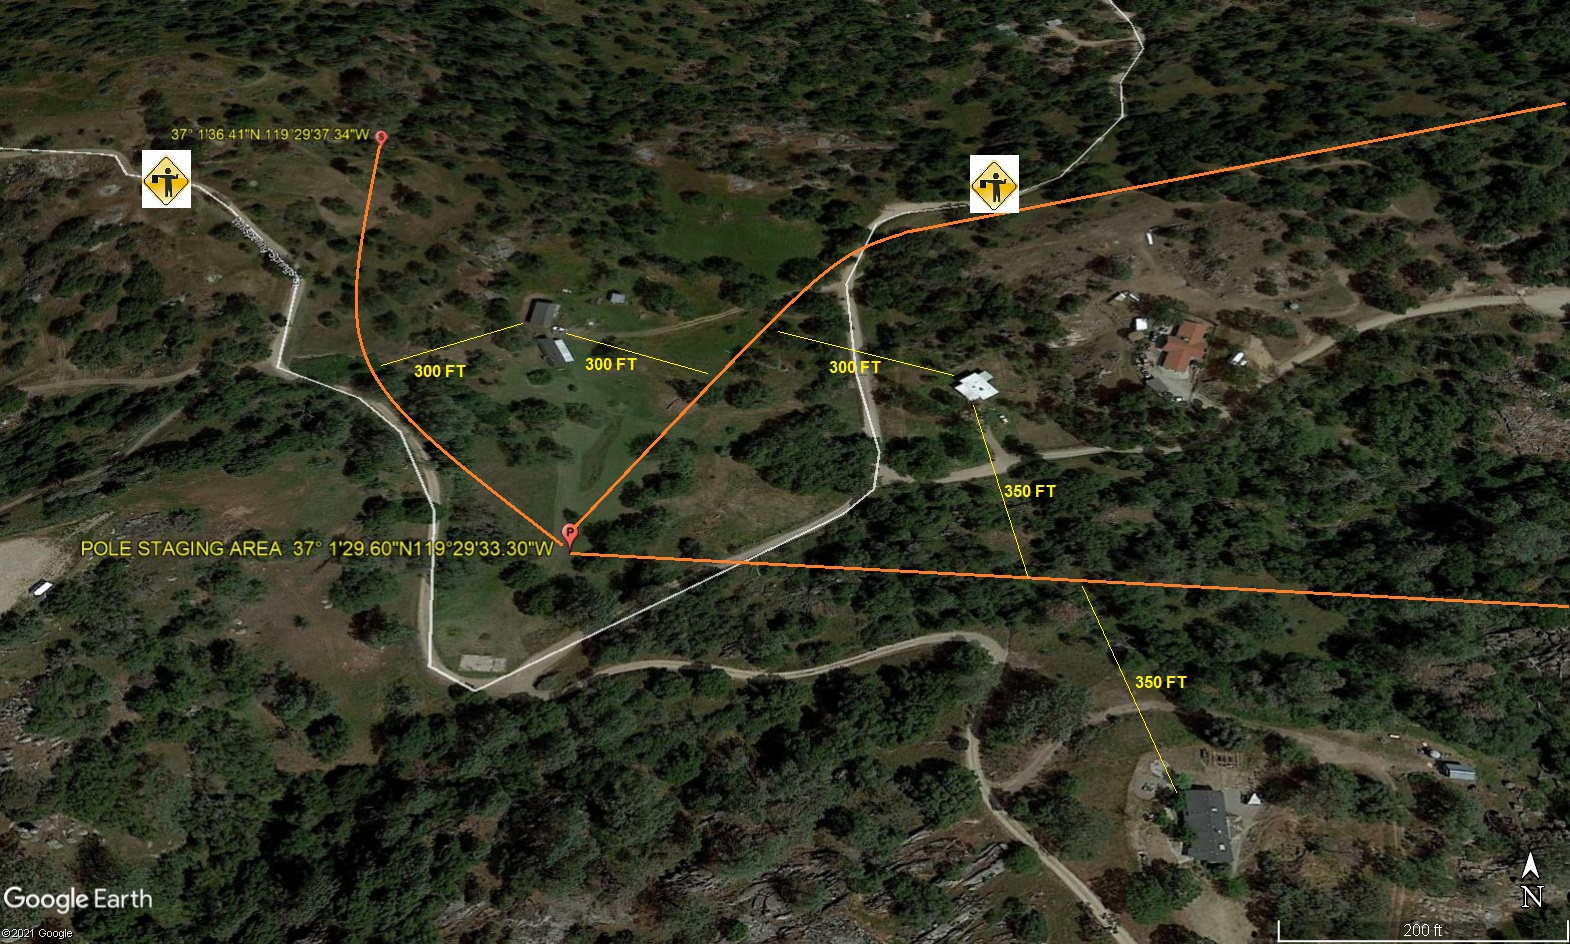 37° 1'36.41"N 119°29'37.34"W
S
300 FT
300 FT
300 FT
350 FT
P
POLE STAGING AREA 37° 1'29.60"N119°29'33.30"W
350 FT
Google Earth
©2021 Google
N
200 ft